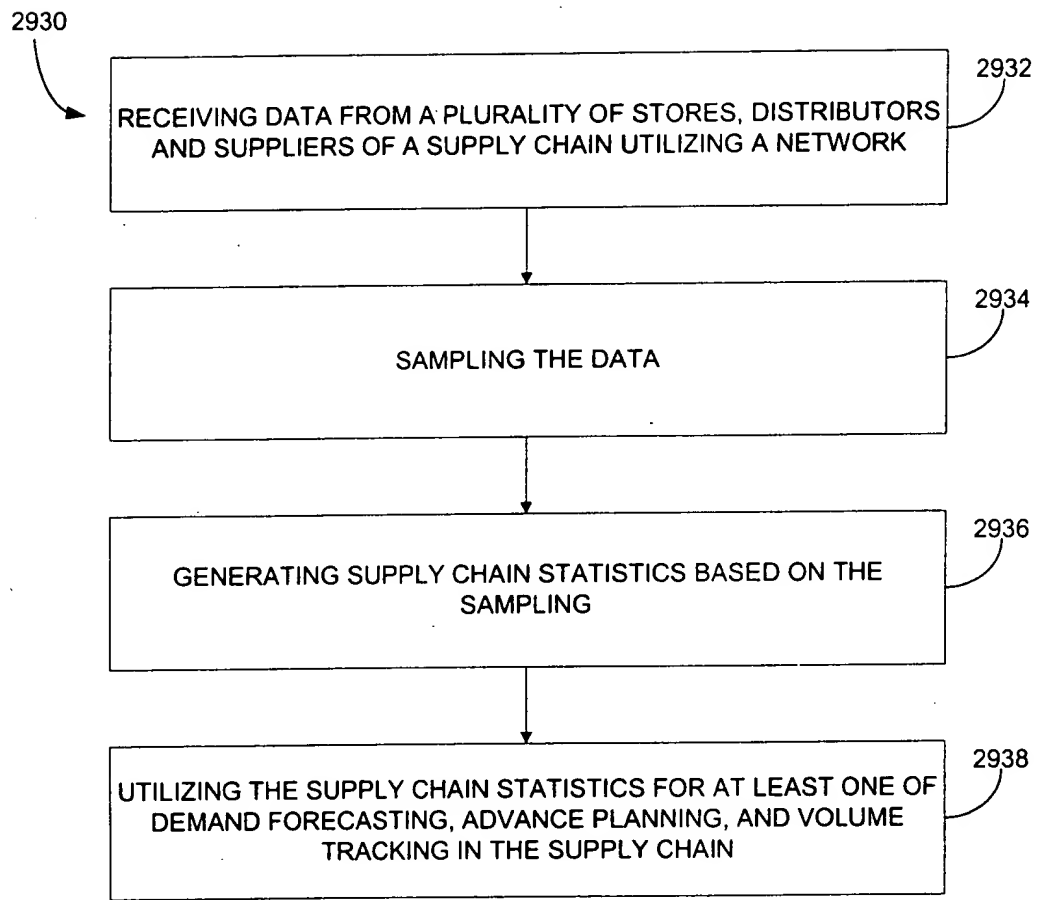 2930
2932
RECEIVING DATA FROM A PLURALITY OF STORES, DISTRIBUTORS
AND SUPPLIERS OF A SUPPLY CHAIN UTILIZING A NETWORK
2934
SAMPLING THE DATA
2936
GENERATING SUPPLY CHAIN STATISTICS BASED ON THE
SAMPLING
2938
UTILIZING THE SUPPLY CHAIN STATISTICS FOR AT LEAST ONE OF
DEMAND FORECASTING, ADVANCE PLANNING, AND VOLUME
TRACKING IN THE SUPPLY CHAIN